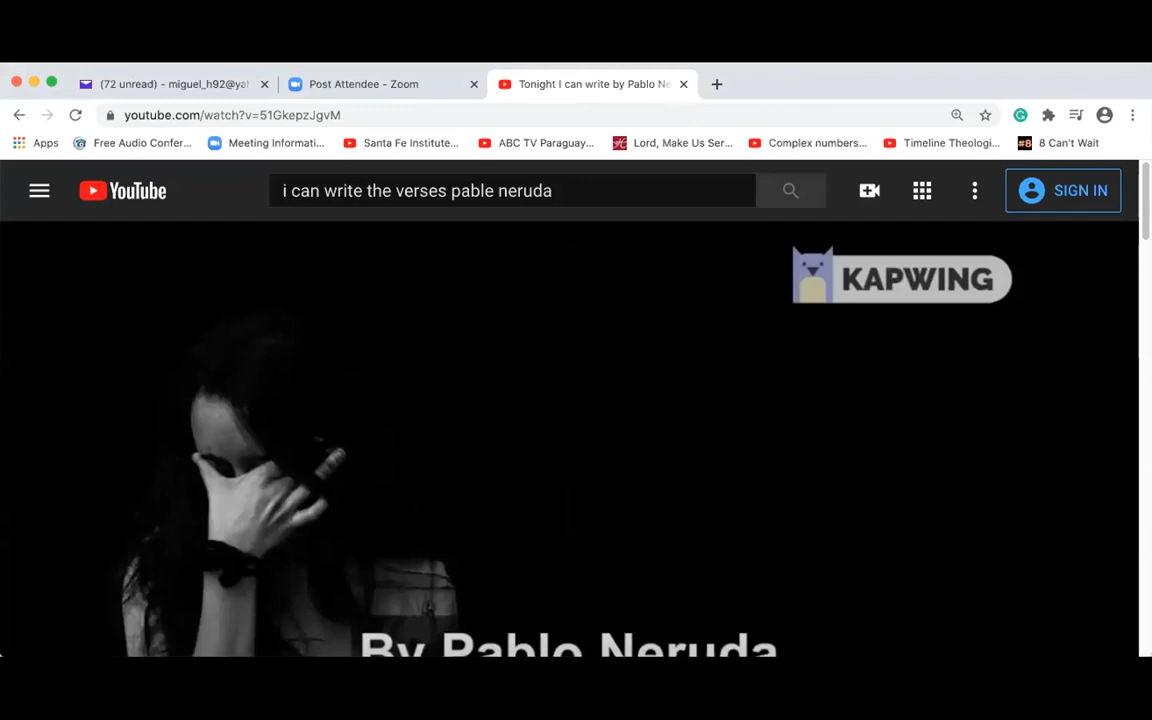 (72 unread) - miguel_h92@yah
Post Attendee - Zoom
Tonight I can write by Pablo Ne
youtube.com/watch?v=51GkepzJgvM
Apps
Free Audio Confer...
Meeting Informati...
Santa Fe Institute...
ABC TV Paraguay...
Lord, Make Us Ser...
Complex numbers...
Timeline Theologi...
#8
8 Can't Wait
YouTube
i can write the verses pable neruda
SIGN IN
KAPWING
By Pablo Neruda